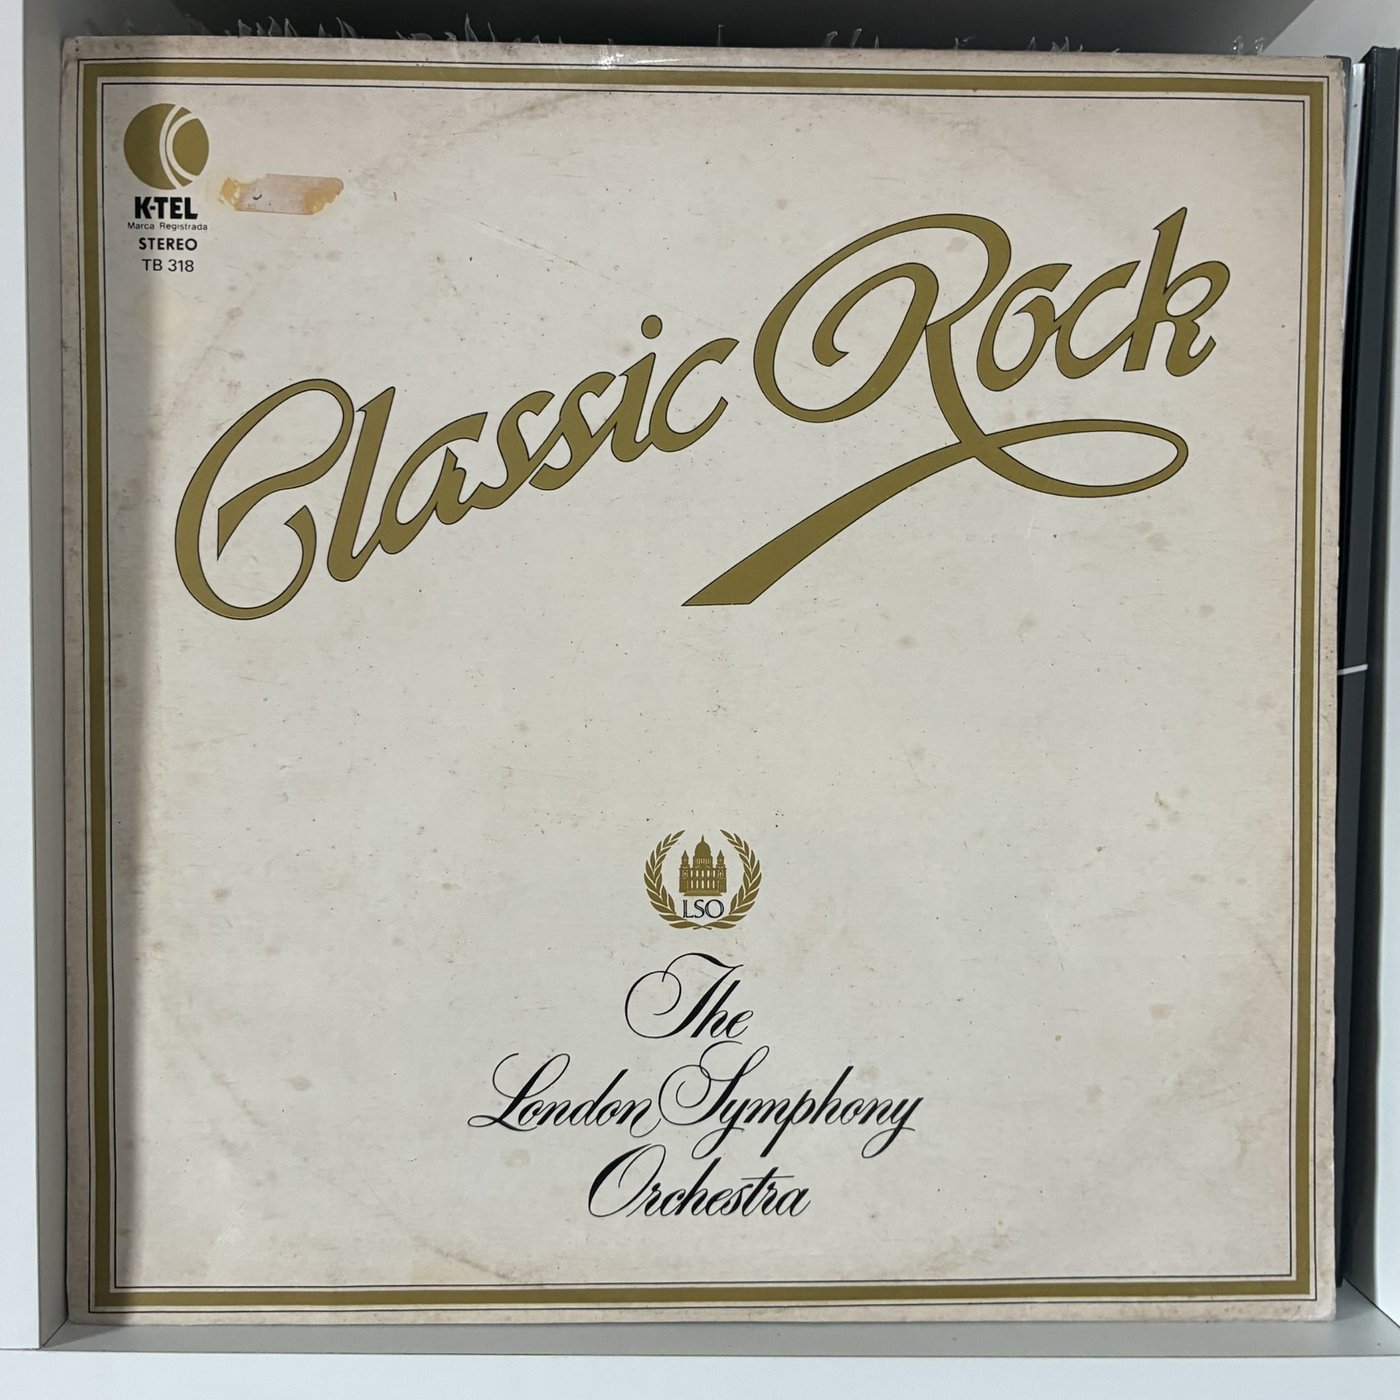 K-TEL
Marca Registrada
STEREO
TB 318
Classic Rock
LSO
The
London Symphony
Orchestra